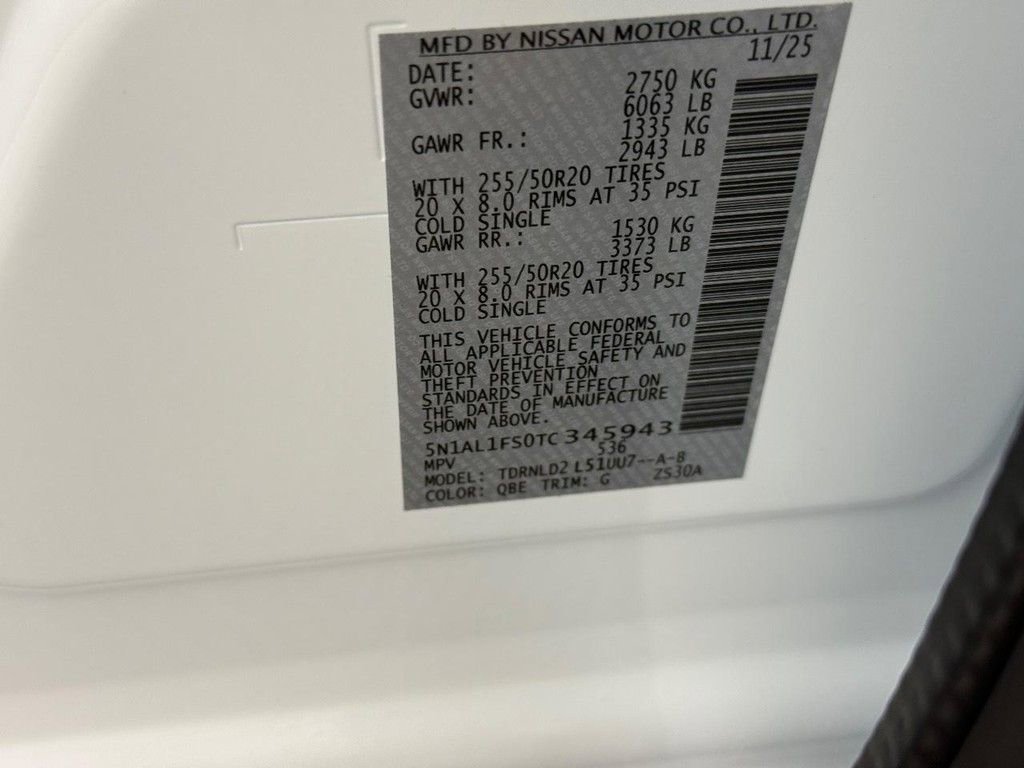 MFD BY NISSAN MOTOR CO., LTD.
DATE: 11/25
GVWR: 2750 KG
6063 LB
GAWR FR.: 1335 KG
2943 LB
WITH 255/50R20 TIRES
20 X 8.0 RIMS AT 35 PSI
COLD SINGLE
GAWR RR.: 1530 KG
3373 LB
WITH 255/50R20 TIRES
20 X 8.0 RIMS AT 35 PSI
COLD SINGLE
THIS VEHICLE CONFORMS TO
ALL APPLICABLE FEDERAL
MOTOR VEHICLE SAFETY AND
THEFT PREVENTION
STANDARDS IN EFFECT ON
THE DATE OF MANUFACTURE
SHOWN ABOVE.
5N1AL1FS0TC345943
MPV 536
MODEL: TDRNLD2 L51UU7--A-8
COLOR: QBE TRIM: G ZS30A